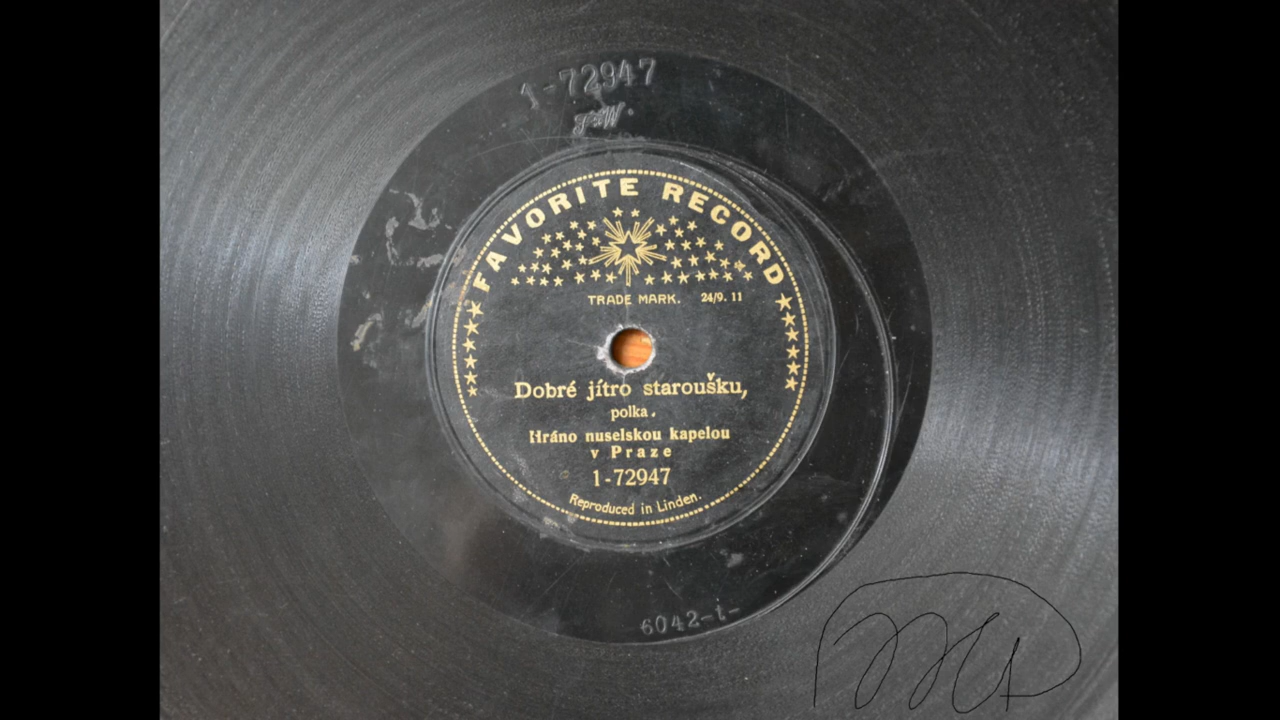 1-72947
FAVORITE RECORD
TRADE MARK. 24/9. 11
Dobré jítro staroušku,
polka.
Hráno nuselskou kapelou
v Praze
1-72947
Reproduced in Linden.
6042-t-